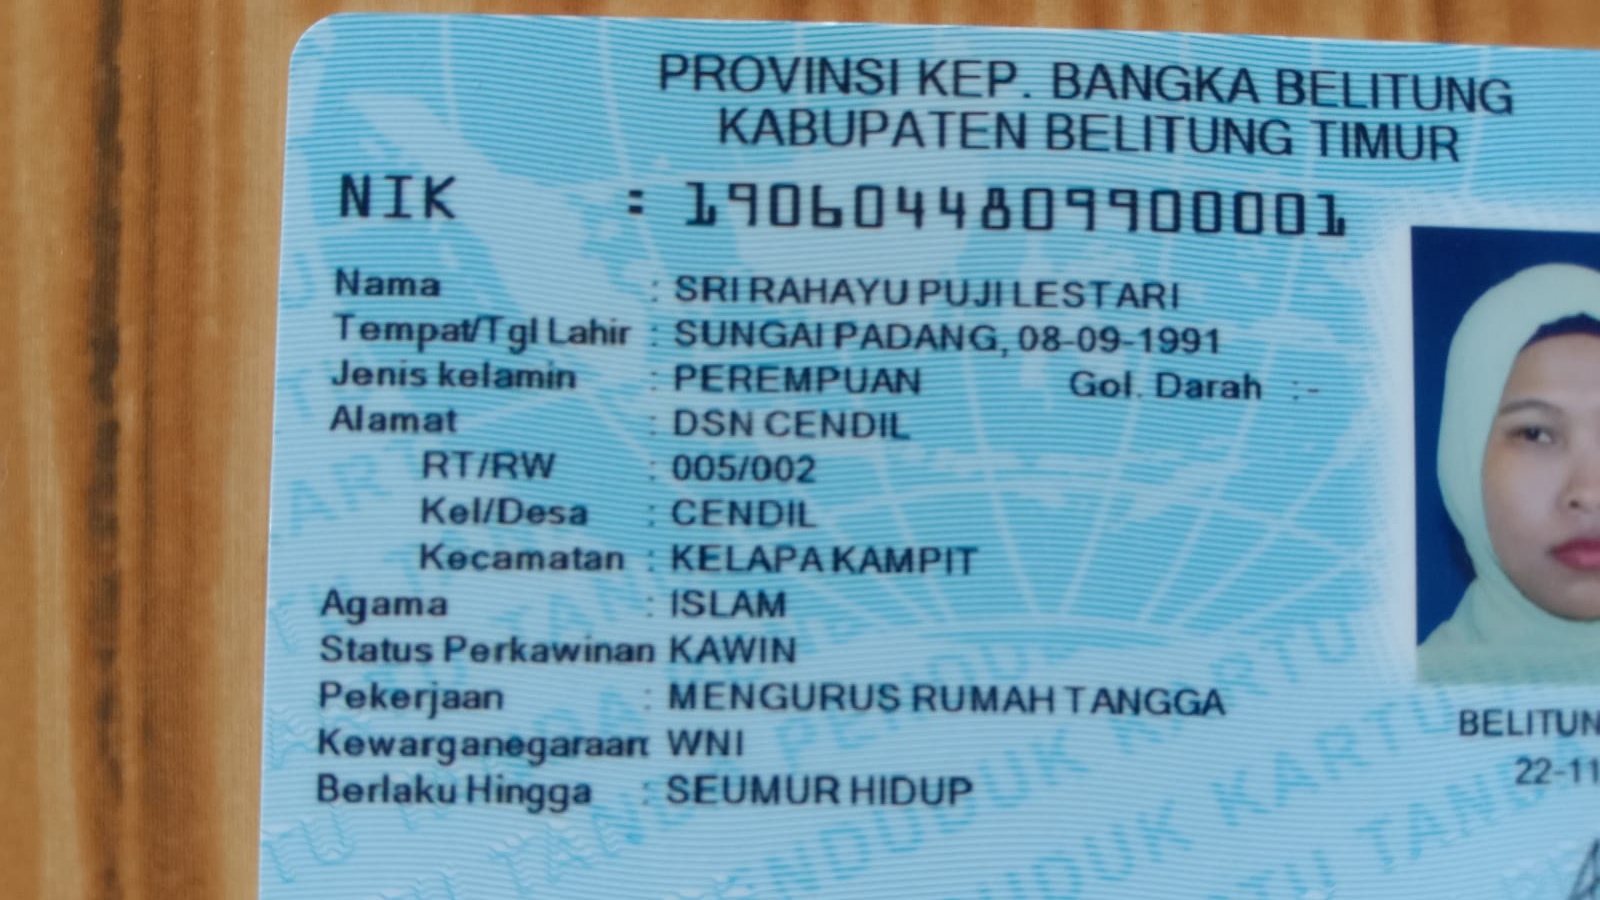 PROVINSI KEP. BANGKA BELITUNG
KABUPATEN BELITUNG TIMUR
NIK : 1906044809900001
Nama : SRI RAHAYU PUJI LESTARI
Tempat/Tgl Lahir : SUNGAI PADANG, 08-09-1991
Jenis kelamin : PEREMPUAN Gol. Darah : -
Alamat : DSN CENDIL
RT/RW : 005/002
Kel/Desa : CENDIL
Kecamatan : KELAPA KAMPIT
Agama : ISLAM
Status Perkawinan KAWIN
Pekerjaan : MENGURUS RUMAH TANGGA
Kewarganegaraan: WNI
Berlaku Hingga : SEUMUR HIDUP
BELITUN
22-11